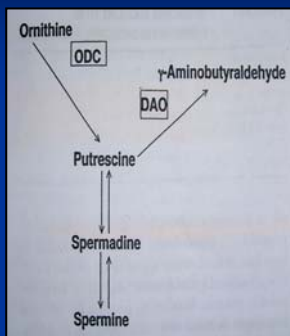 Ornithine
ODC
γ-Aminobutyraldehyde
DAO
Putrescine
Spermadine
Spermine